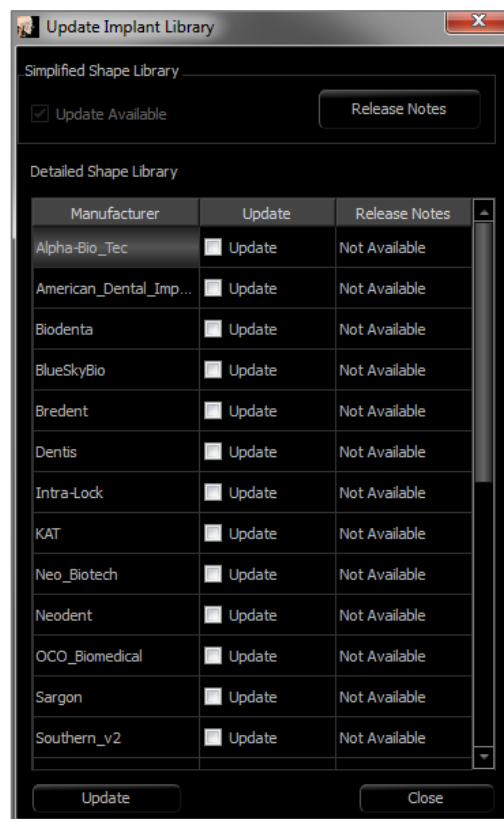 Update Implant Library
Simplified Shape Library
Update Available
Release Notes
Detailed Shape Library
Manufacturer Update Release Notes
Alpha-Bio_Tec Update Not Available
American_Dental_Imp... Update Not Available
Biodenta Update Not Available
BlueSkyBio Update Not Available
Bredent Update Not Available
Dentis Update Not Available
Intra-Lock Update Not Available
KAT Update Not Available
Neo_Biotech Update Not Available
Neodent Update Not Available
OCO_Biomedical Update Not Available
Sargon Update Not Available
Southern_v2 Update Not Available
Update Close